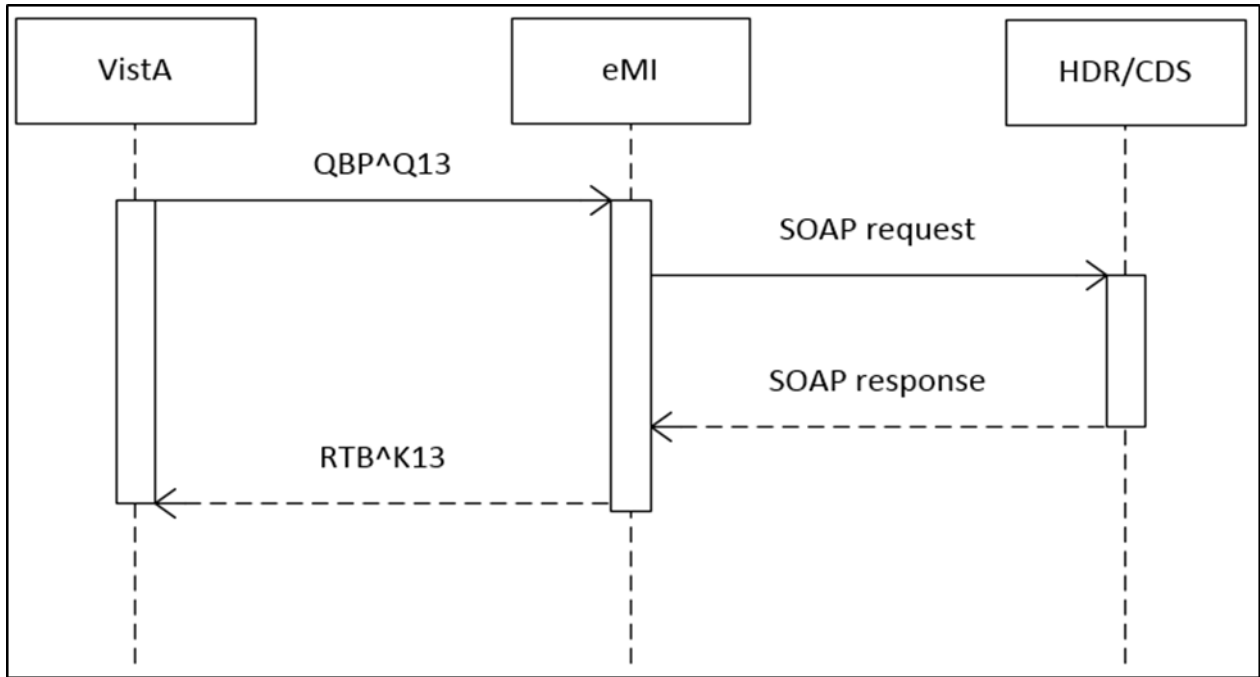 VistA
eMI
HDR/CDS
QBP^Q13
SOAP request
SOAP response
RTB^K13